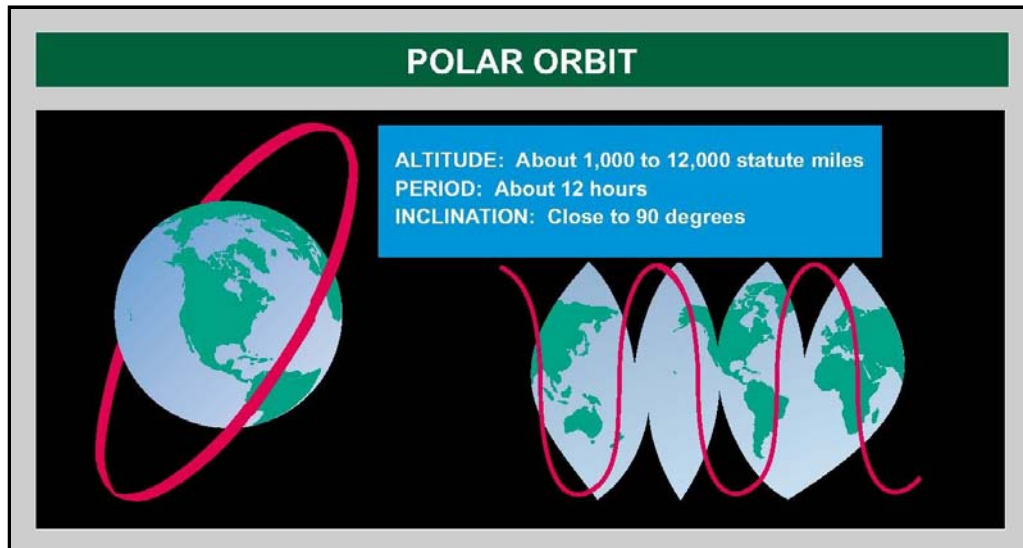 POLAR ORBIT
ALTITUDE: About 1,000 to 12,000 statute miles
PERIOD: About 12 hours
INCLINATION: Close to 90 degrees